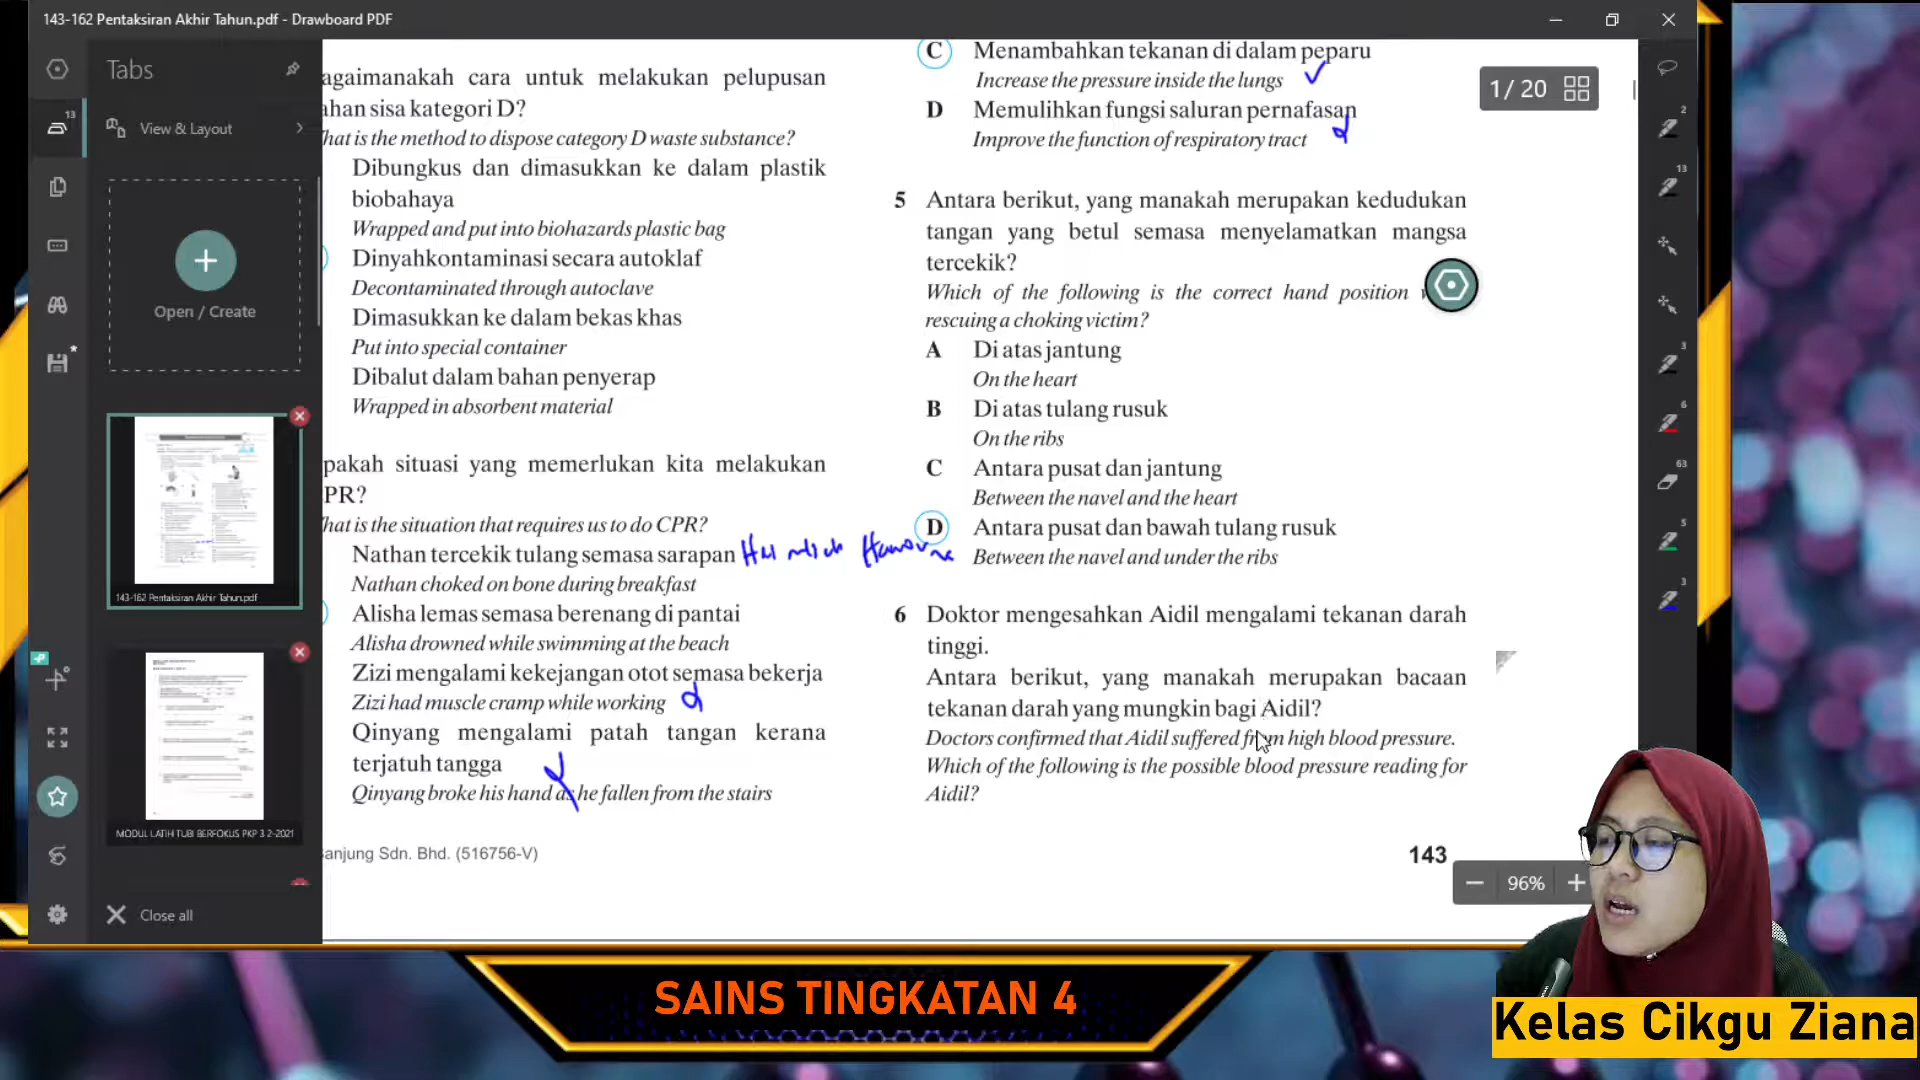 143-162 Pentaksiran Akhir Tahun.pdf - Drawboard PDF
Tabs
13
View & Layout
Open / Create
143-162 Pentaksiran Akhir Tahun.pdf
MODUL LATIH TUBI BERFOKUS PKP 3 2-2021
Close all
agaimanakah cara untuk melakukan pelupusan
ahan sisa kategori D?
hat is the method to dispose category D waste substance?
Dibungkus dan dimasukkan ke dalam plastik
biobahaya
Wrapped and put into biohazards plastic bag
Dinyahkontaminasi secara autoklaf
Decontaminated through autoclave
Dimasukkan ke dalam bekas khas
Put into special container
Dibalut dalam bahan penyerap
Wrapped in absorbent material
pakah situasi yang memerlukan kita melakukan
PR?
hat is the situation that requires us to do CPR?
Nathan tercekik tulang semasa sarapan
Nathan choked on bone during breakfast
Alisha lemas semasa berenang di pantai
Alisha drowned while swimming at the beach
Zizi mengalami kekejangan otot semasa bekerja
Zizi had muscle cramp while working
Qinyang mengalami patah tangan kerana
terjatuh tangga
Qinyang broke his hand as he fallen from the stairs
anjung Sdn. Bhd. (516756-V)
C Menambahkan tekanan di dalam peparu
Increase the pressure inside the lungs
D Memulihkan fungsi saluran pernafasan
Improve the function of respiratory tract
5 Antara berikut, yang manakah merupakan kedudukan
tangan yang betul semasa menyelamatkan mangsa
tercekik?
Which of the following is the correct hand position
rescuing a choking victim?
A Di atas jantung
On the heart
B Di atas tulang rusuk
On the ribs
C Antara pusat dan jantung
Between the navel and the heart
D Antara pusat dan bawah tulang rusuk
Between the navel and under the ribs
6 Doktor mengesahkan Aidil mengalami tekanan darah
tinggi.
Antara berikut, yang manakah merupakan bacaan
tekanan darah yang mungkin bagi Aidil?
Doctors confirmed that Aidil suffered from high blood pressure.
Which of the following is the possible blood pressure reading for
Aidil?
143
1 / 20
96%
2
13
3
6
63
5
3
SAINS TINGKATAN 4
Kelas Cikgu Ziana